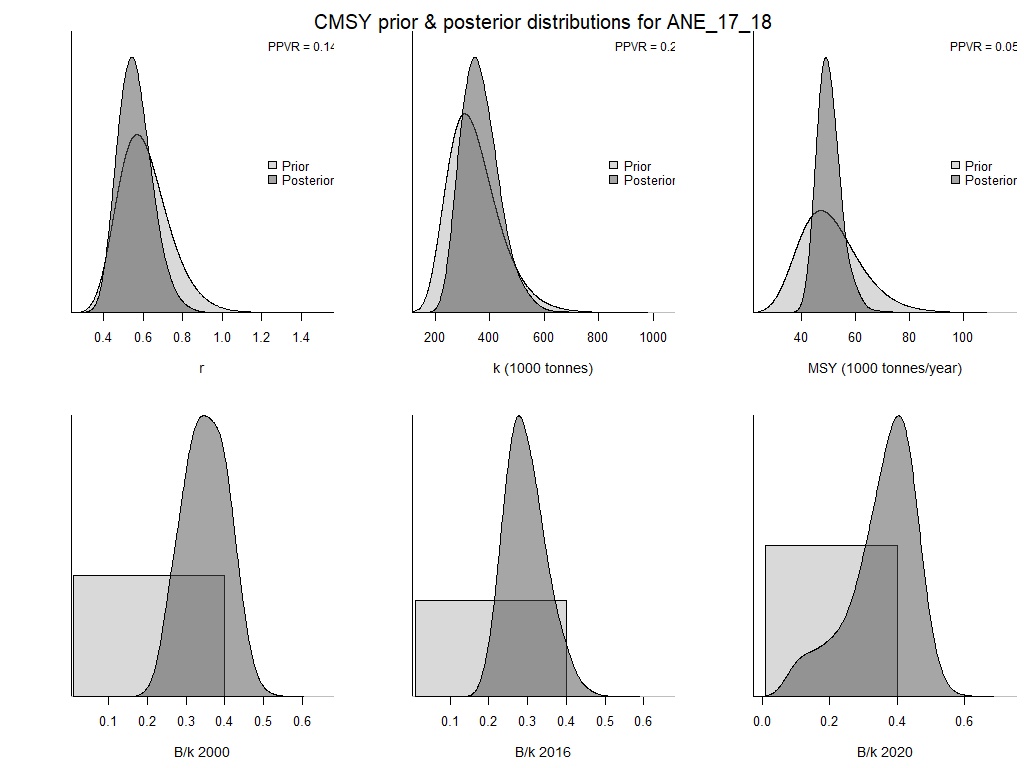 CMSY prior & posterior distributions for ANE_17_18
PPVR = 0.14
PPVR = 0.2
PPVR = 0.05
Prior
Posterior
Prior
Posterior
Prior
Posterior
0.4 0.6 0.8 1.0 1.2 1.4
200 400 600 800 1000
40 60 80 100
r
k (1000 tonnes)
MSY (1000 tonnes/year)
0.1 0.2 0.3 0.4 0.5 0.6
0.1 0.2 0.3 0.4 0.5 0.6
0.0 0.2 0.4 0.6
B/k 2000
B/k 2016
B/k 2020